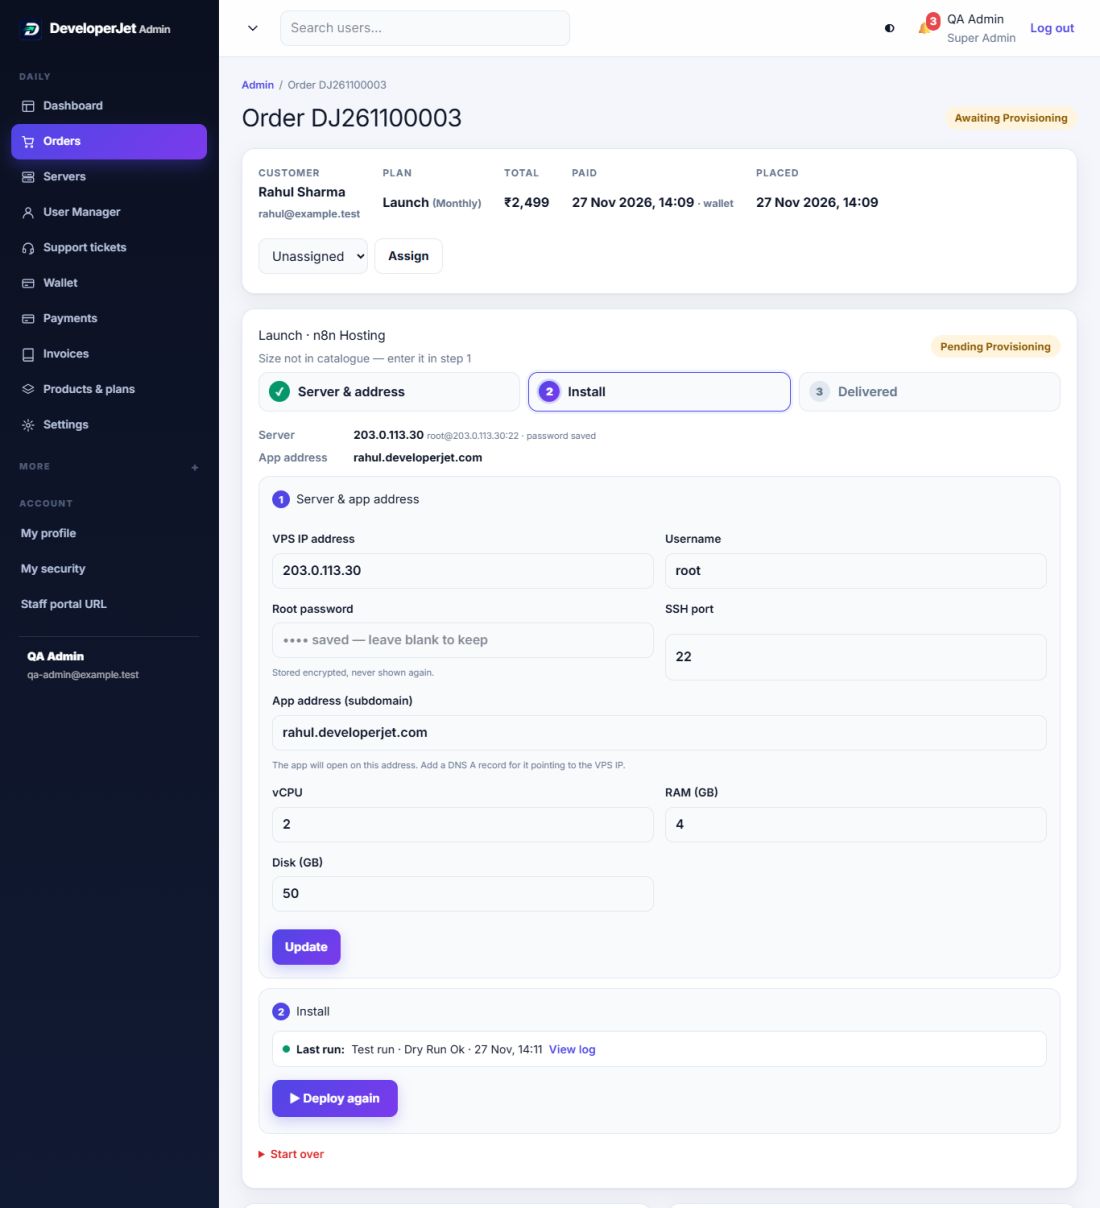 DeveloperJet Admin
Search users...
3
QA Admin
Super Admin
Log out
DAILY
Dashboard
Orders
Servers
User Manager
Support tickets
Wallet
Payments
Invoices
Products & plans
Settings
MORE +
ACCOUNT
My profile
My security
Staff portal URL
QA Admin
qa-admin@example.test
Admin / Order DJ261100003
Order DJ261100003
Awaiting Provisioning
CUSTOMER
Rahul Sharma
rahul@example.test
PLAN
Launch (Monthly)
TOTAL
₹2,499
PAID
27 Nov 2026, 14:09 · wallet
PLACED
27 Nov 2026, 14:09
Unassigned
Assign
Launch · n8n Hosting
Size not in catalogue — enter it in step 1
Pending Provisioning
✓ Server & address
2 Install
3 Delivered
Server 203.0.113.30 root@203.0.113.30:22 · password saved
App address rahul.developerjet.com
1 Server & app address
VPS IP address
203.0.113.30
Username
root
Root password
•••• saved — leave blank to keep
Stored encrypted, never shown again.
SSH port
22
App address (subdomain)
rahul.developerjet.com
The app will open on this address. Add a DNS A record for it pointing to the VPS IP.
vCPU
2
RAM (GB)
4
Disk (GB)
50
Update
2 Install
Last run: Test run · Dry Run Ok · 27 Nov, 14:11 View log
▶ Deploy again
▶ Start over